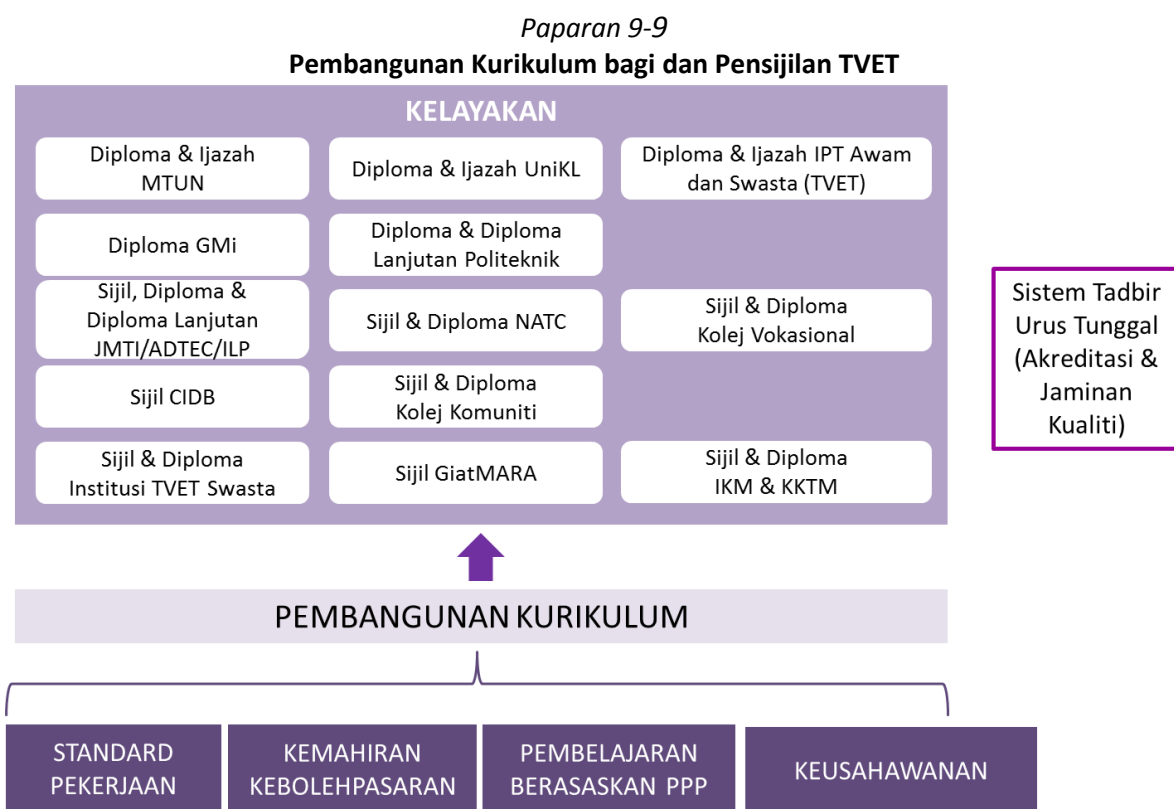 Paparan 9-9
Pembangunan Kurikulum bagi dan Pensijilan TVET
KELAYAKAN
Diploma & Ijazah
MTUN
Diploma & Ijazah UniKL
Diploma & Ijazah IPT Awam
dan Swasta (TVET)
Diploma GMi
Diploma & Diploma
Lanjutan Politeknik
Sijil, Diploma &
Diploma Lanjutan
JMTI/ADTEC/ILP
Sijil & Diploma NATC
Sijil & Diploma
Kolej Vokasional
Sijil CIDB
Sijil & Diploma
Kolej Komuniti
Sijil & Diploma
Institusi TVET Swasta
Sijil GiatMARA
Sijil & Diploma
IKM & KKTM
Sistem Tadbir
Urus Tunggal
(Akreditasi &
Jaminan
Kualiti)
PEMBANGUNAN KURIKULUM
STANDARD
PEKERJAAN
KEMAHIRAN
KEBOLEHPASARAN
PEMBELAJARAN
BERASASKAN PPP
KEUSAHAWANAN